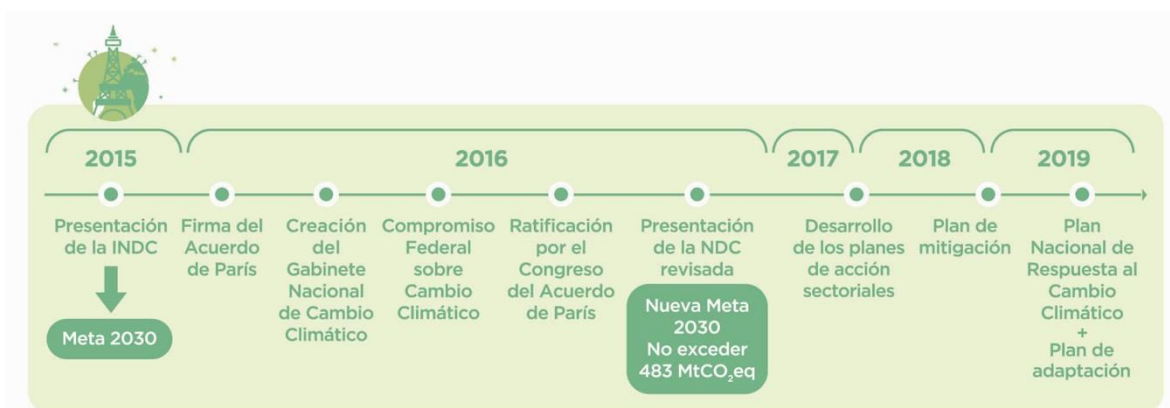 2015
2016
2017
2018
2019
Presentación
de la INDC
Meta 2030
Firma del
Acuerdo
de París
Creación
del
Gabinete
Nacional
de Cambio
Climático
Compromiso
Federal
sobre
Cambio
Climático
Ratificación
por el
Congreso
del Acuerdo
de París
Presentación
de la NDC
revisada
Nueva Meta
2030
No exceder
483 MtCO₂eq
Desarrollo
de los planes
de acción
sectoriales
Plan de
mitigación
Plan
Nacional de
Respuesta al
Cambio
Climático
+
Plan de
adaptación